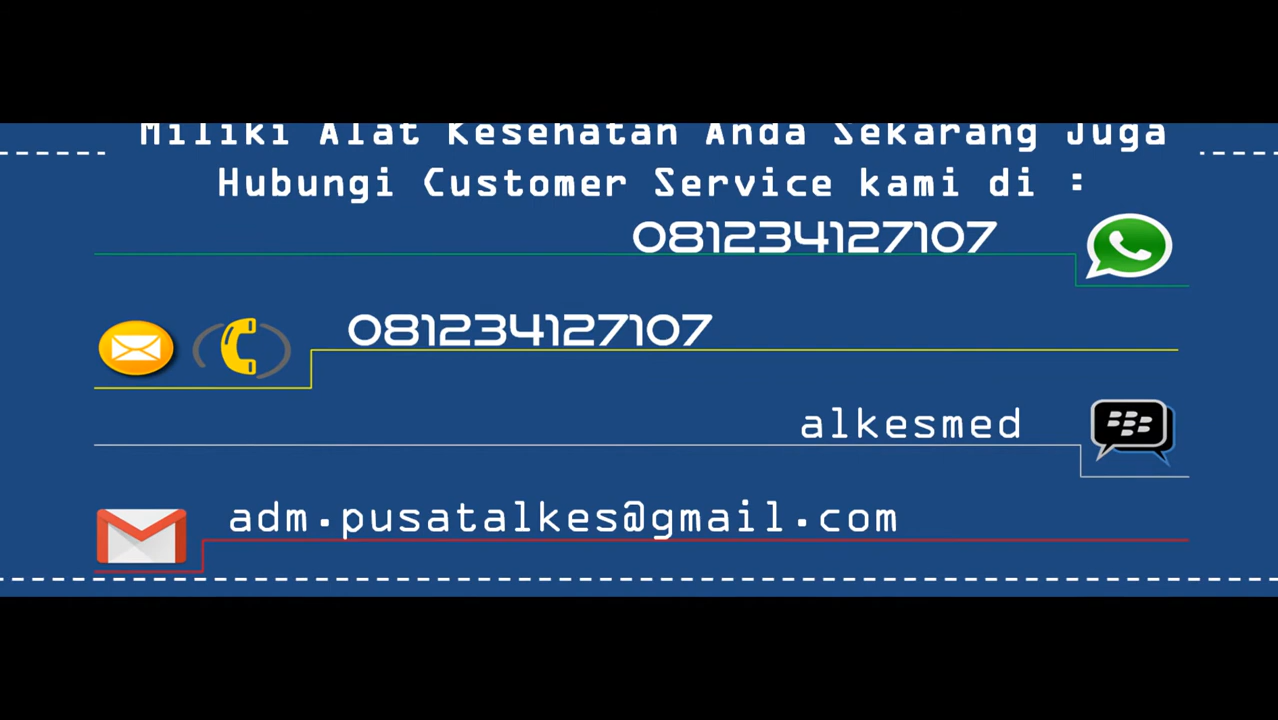 Miliki Alat Kesehatan Anda Sekarang Juga
Hubungi Customer Service kami di :
081234127107
081234127107
alkesmed
adm.pusatalkes@gmail.com